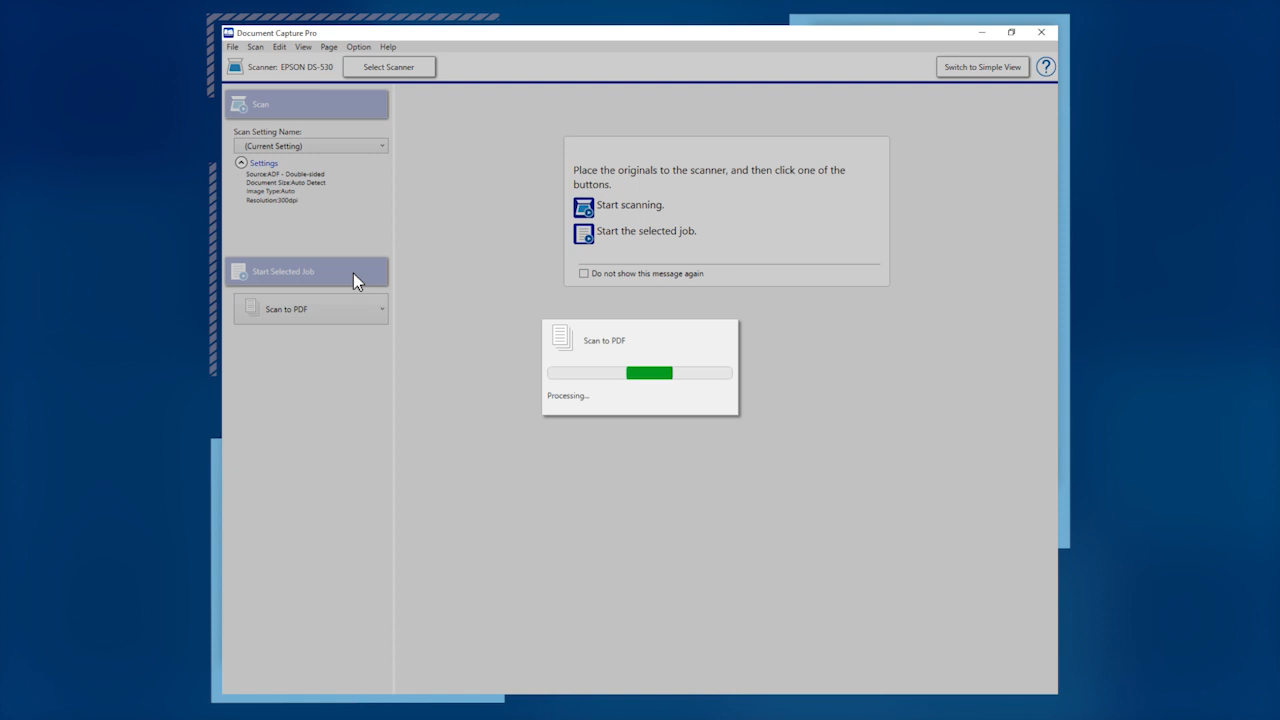 Document Capture Pro
File Scan Edit View Page Option Help
Scanner: EPSON DS-530
Select Scanner
Switch to Simple View
?
Scan
Scan Setting Name:
(Current Setting)
Settings
Source:ADF - Double-sided
Document Size:Auto Detect
Image Type:Auto
Resolution:300dpi
Start Selected Job
Scan to PDF
Place the originals to the scanner, and then click one of the
buttons.
Start scanning.
Start the selected job.
Do not show this message again
Scan to PDF
Processing...